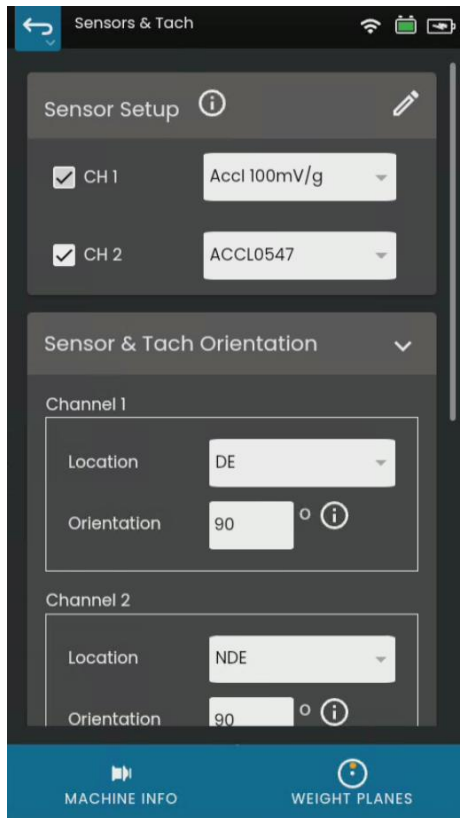 Sensors & Tach
Sensor Setup
CH 1 Accl 100mV/g
CH 2 ACCL0547
Sensor & Tach Orientation
Channel 1
Location DE
Orientation 90 °
Channel 2
Location NDE
Orientation 90 °
MACHINE INFO WEIGHT PLANES